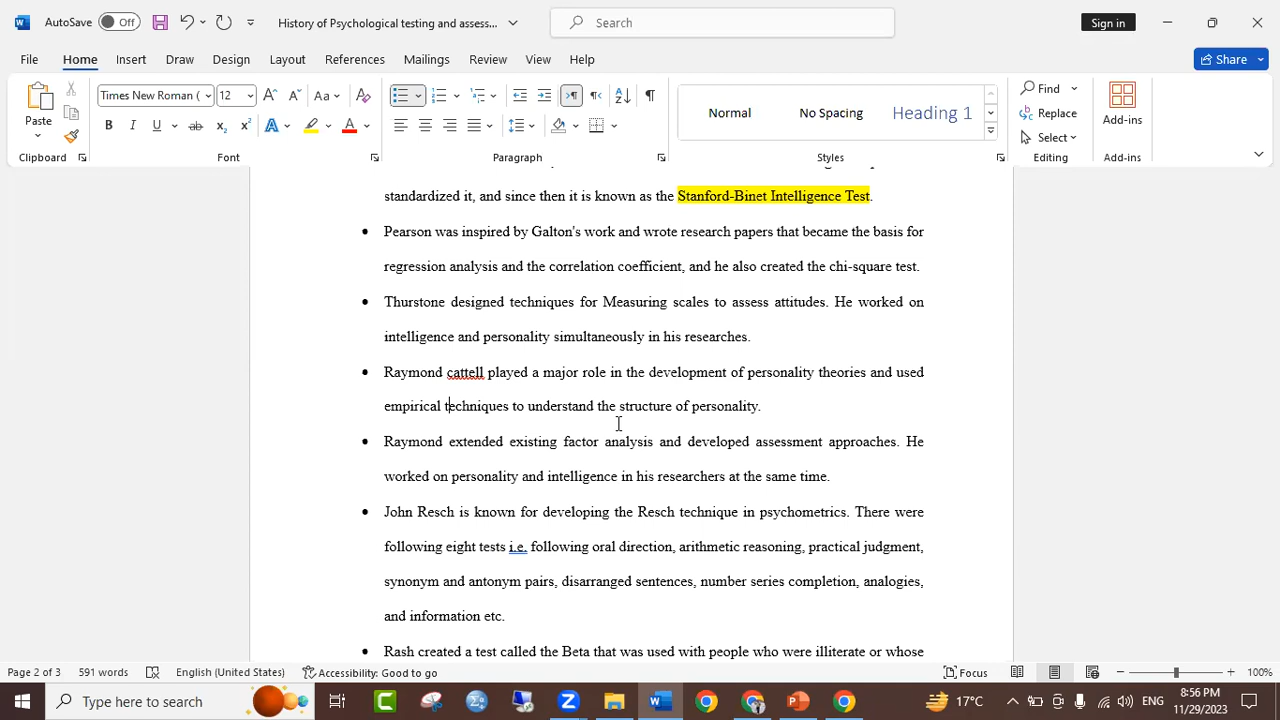 AutoSave Off History of Psychological testing and assess... Search Sign in
File Home Insert Draw Design Layout References Mailings Review View Help Share
Times New Roman ( 12 Aa Normal No Spacing Heading 1 Find
Paste Replace
B I U ab x₂ x² A A Select Add-ins
Clipboard Font Paragraph Styles Editing Add-ins
standardized it, and since then it is known as the Stanford-Binet Intelligence Test.
• Pearson was inspired by Galton's work and wrote research papers that became the basis for
regression analysis and the correlation coefficient, and he also created the chi-square test.
• Thurstone designed techniques for Measuring scales to assess attitudes. He worked on
intelligence and personality simultaneously in his researches.
• Raymond cattell played a major role in the development of personality theories and used
empirical techniques to understand the structure of personality.
• Raymond extended existing factor analysis and developed assessment approaches. He
worked on personality and intelligence in his researchers at the same time.
• John Resch is known for developing the Resch technique in psychometrics. There were
following eight tests i.e. following oral direction, arithmetic reasoning, practical judgment,
synonym and antonym pairs, disarranged sentences, number series completion, analogies,
and information etc.
• Rash created a test called the Beta that was used with people who were illiterate or whose
Page 2 of 3 591 words English (United States) Accessibility: Good to go Focus 100%
Type here to search 17°C ENG 8:56 PM
11/29/2023